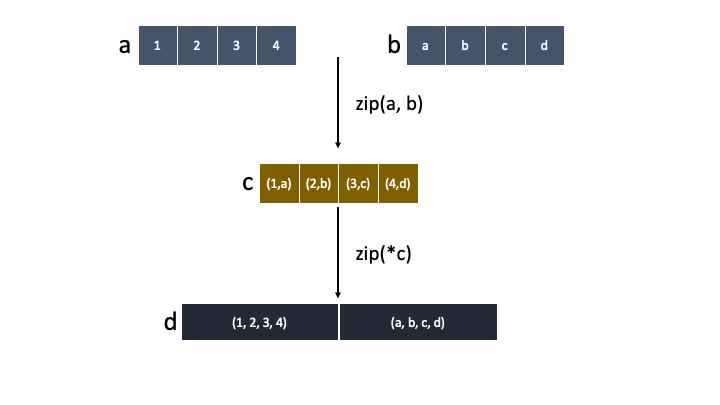 a 1 2 3 4 b a b c d
zip(a, b)
c (1,a) (2,b) (3,c) (4,d)
zip(*c)
d (1, 2, 3, 4) (a, b, c, d)